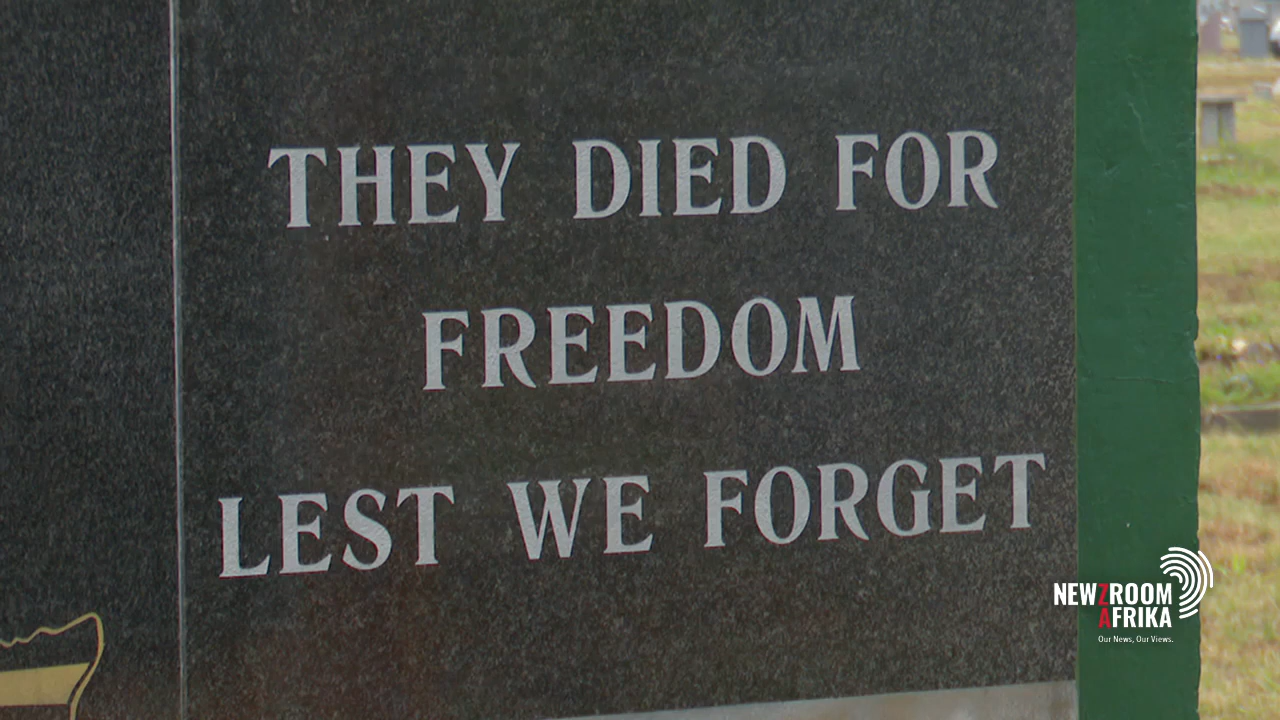 THEY DIED FOR
FREEDOM
LEST WE FORGET
NEWZROOM
AFRIKA
Our News, Our Views.